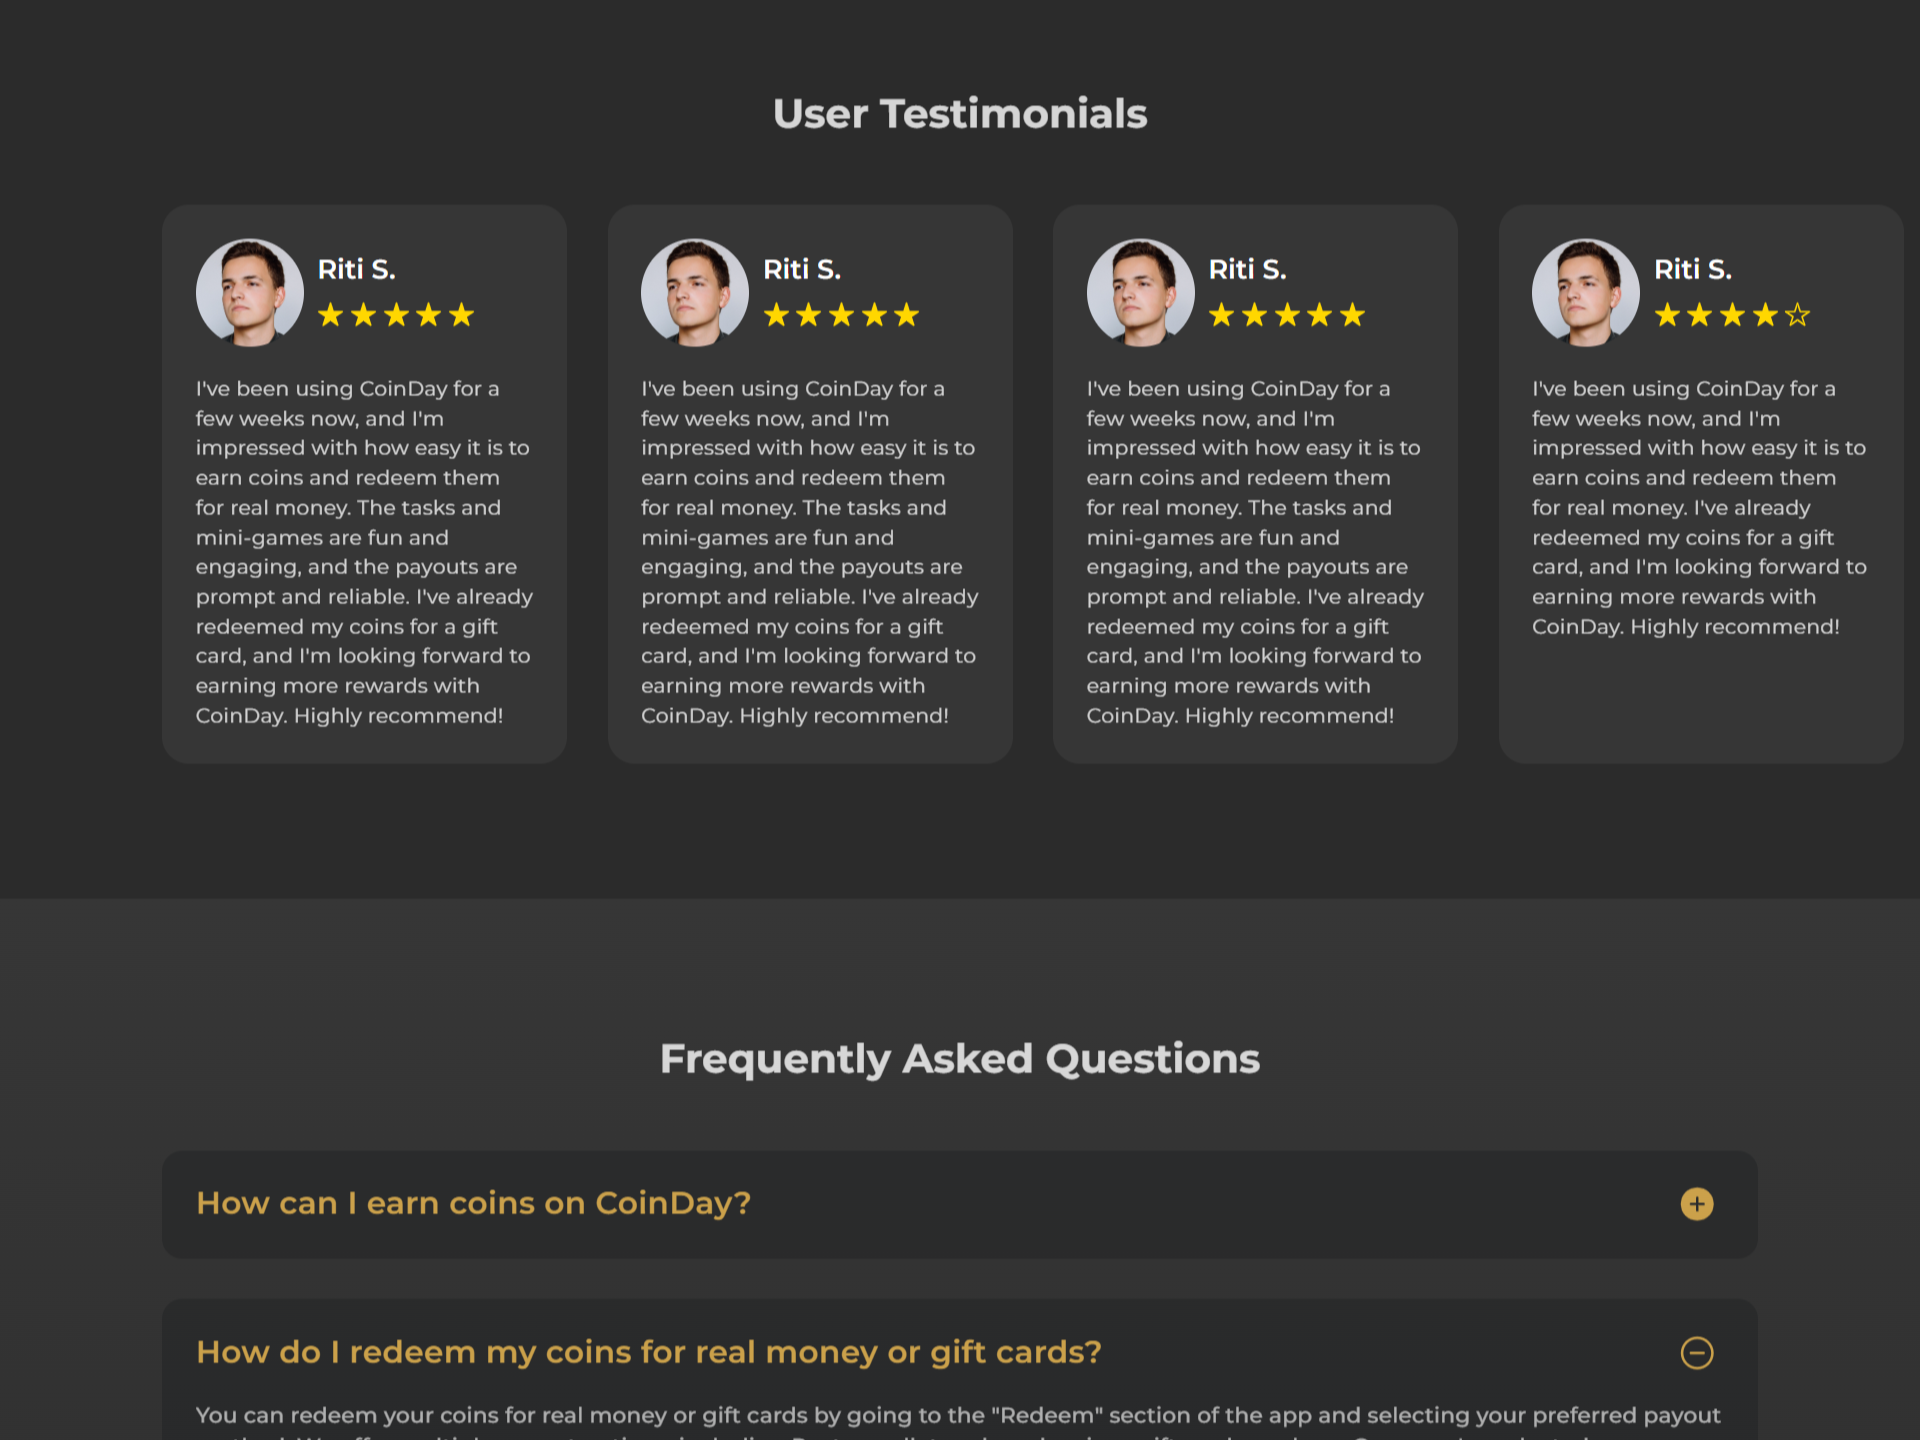 User Testimonials
Riti S.
I've been using CoinDay for a
few weeks now, and I'm
impressed with how easy it is to
earn coins and redeem them
for real money. The tasks and
mini-games are fun and
engaging, and the payouts are
prompt and reliable. I've already
redeemed my coins for a gift
card, and I'm looking forward to
earning more rewards with
CoinDay. Highly recommend!
Riti S.
I've been using CoinDay for a
few weeks now, and I'm
impressed with how easy it is to
earn coins and redeem them
for real money. The tasks and
mini-games are fun and
engaging, and the payouts are
prompt and reliable. I've already
redeemed my coins for a gift
card, and I'm looking forward to
earning more rewards with
CoinDay. Highly recommend!
Riti S.
I've been using CoinDay for a
few weeks now, and I'm
impressed with how easy it is to
earn coins and redeem them
for real money. The tasks and
mini-games are fun and
engaging, and the payouts are
prompt and reliable. I've already
redeemed my coins for a gift
card, and I'm looking forward to
earning more rewards with
CoinDay. Highly recommend!
Riti S.
I've been using CoinDay for a
few weeks now, and I'm
impressed with how easy it is to
earn coins and redeem them
for real money. I've already
redeemed my coins for a gift
card, and I'm looking forward to
earning more rewards with
CoinDay. Highly recommend!
Frequently Asked Questions
How can I earn coins on CoinDay?
How do I redeem my coins for real money or gift cards?
You can redeem your coins for real money or gift cards by going to the "Redeem" section of the app and selecting your preferred payout